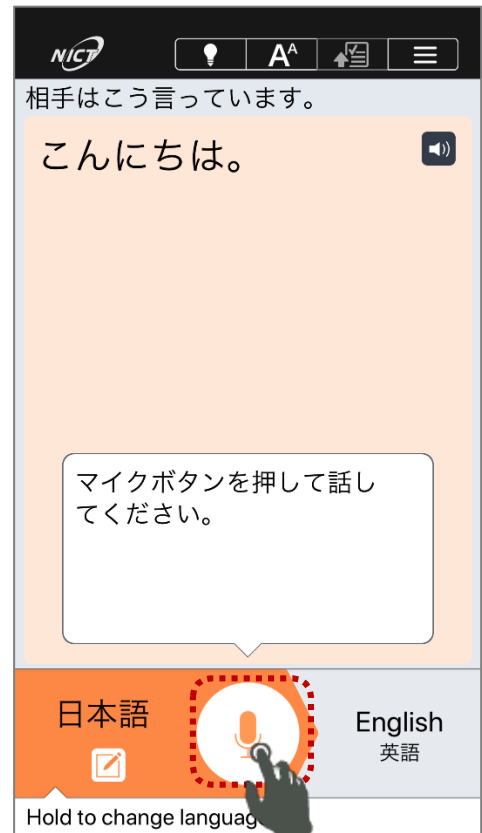 NICT
AA
相手はこう言っています。
こんにちは。
マイクボタンを押して話し
てください。
日本語
English
英語
Hold to change languag